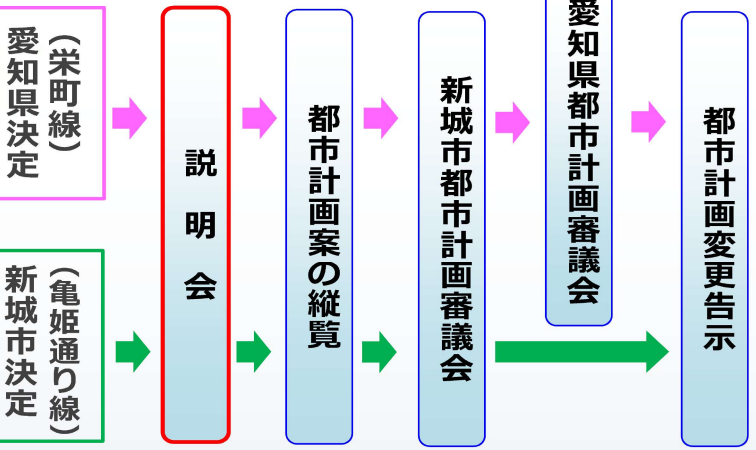 愛知県決定
（栄町線）
新城市決定
（亀姫通り線）
説明会
都市計画案の縦覧
新城市都市計画審議会
愛知県都市計画審議会
都市計画変更告示